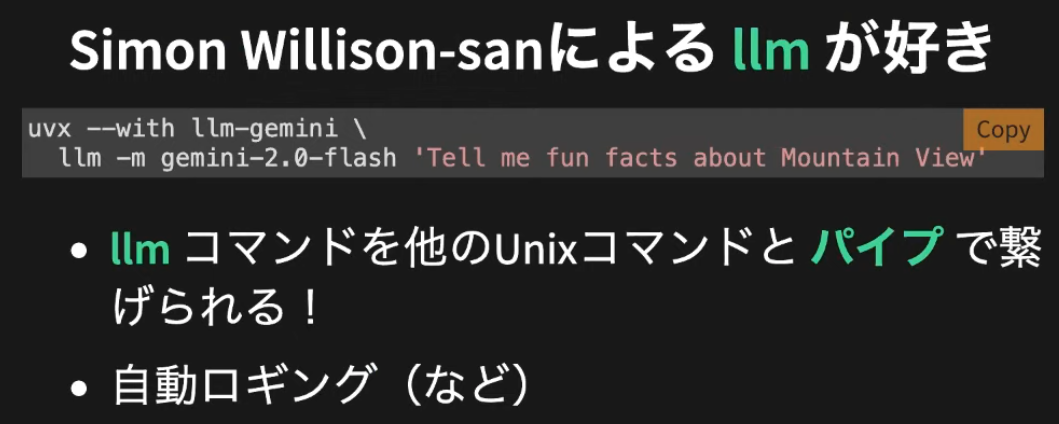 Simon Willison-sanによる llm が好き
uvx --with llm-gemini \
Copy
llm -m gemini-2.0-flash 'Tell me fun facts about Mountain View'
• llm コマンドを他のUnixコマンドと パイプ で繋
げられる！
• 自動ロギング（など）